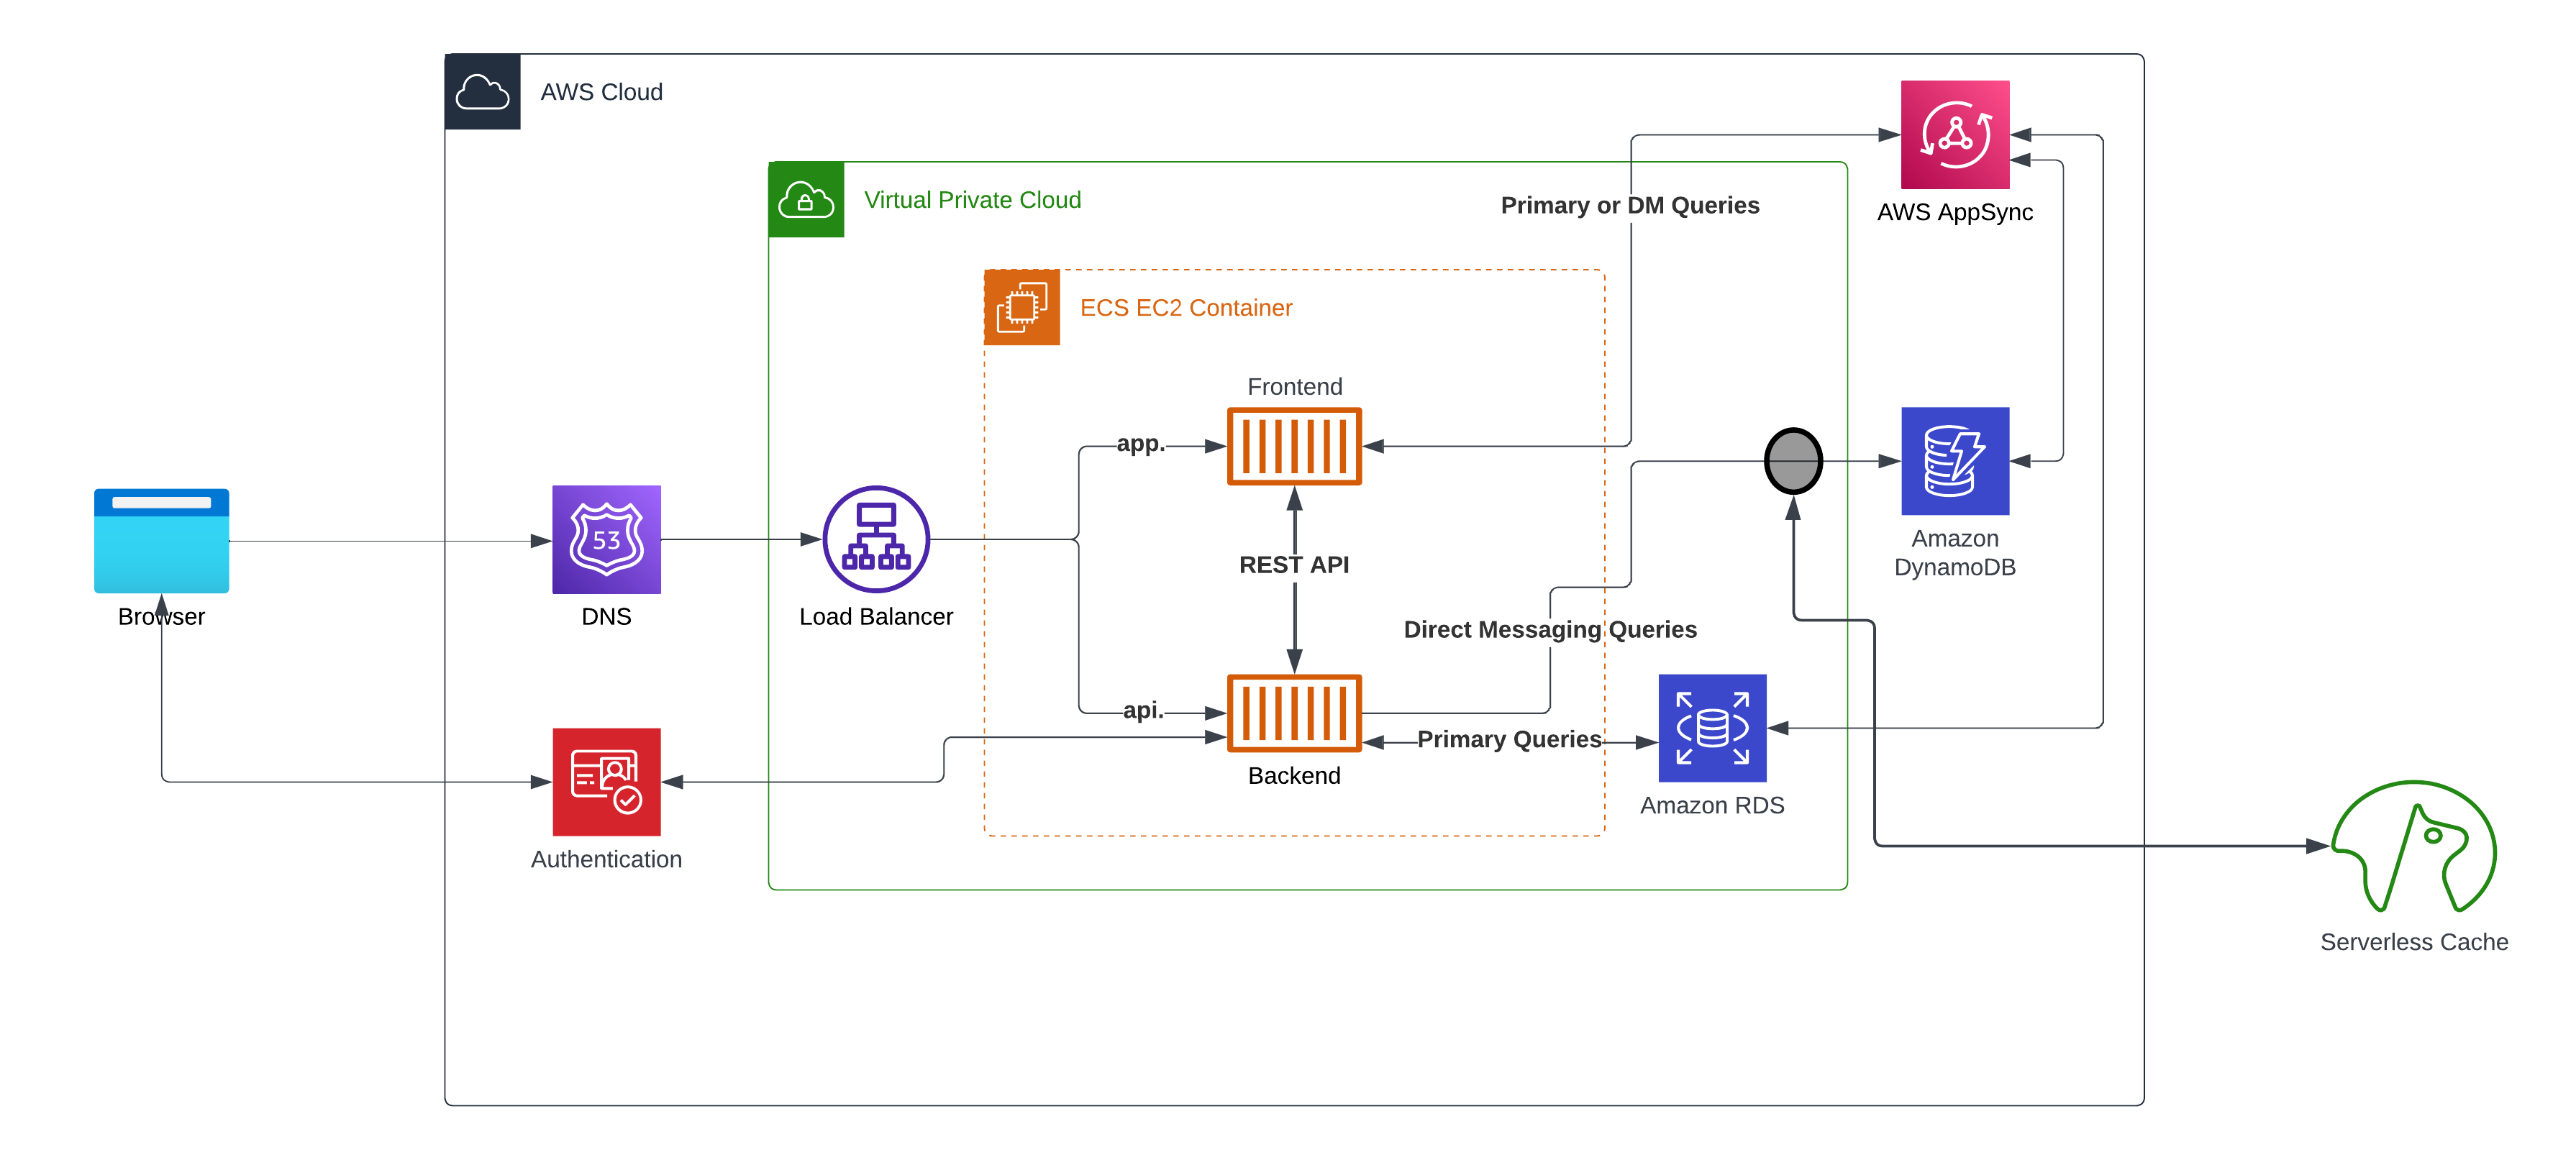 AWS Cloud
Virtual Private Cloud
Primary or DM Queries
AWS AppSync
ECS EC2 Container
Frontend
app.
53
REST API
Amazon
DynamoDB
Browser
DNS
Load Balancer
Direct Messaging Queries
api.
Primary Queries
Backend
Amazon RDS
Authentication
Serverless Cache